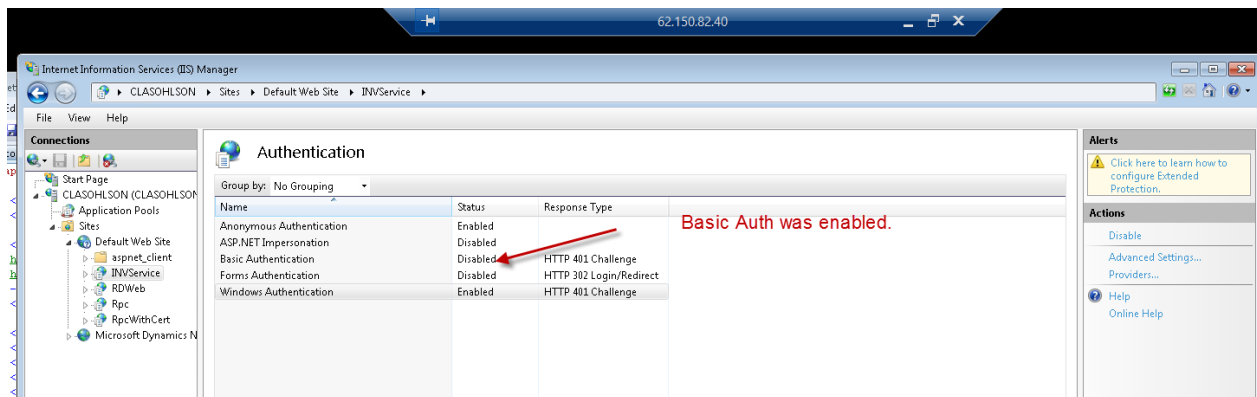 62.150.82.40
Internet Information Services (IIS) Manager
CLASOHLSON Sites Default Web Site INVService
File View Help
Connections
Start Page
CLASOHLSON (CLASOHLSON
Application Pools
Sites
Default Web Site
aspnet_client
INVService
RDWeb
Rpc
RpcWithCert
Microsoft Dynamics N
Authentication
Group by: No Grouping
Name Status Response Type
Anonymous Authentication Enabled
ASP.NET Impersonation Disabled
Basic Authentication Disabled HTTP 401 Challenge
Forms Authentication Disabled HTTP 302 Login/Redirect
Windows Authentication Enabled HTTP 401 Challenge
Basic Auth was enabled.
Alerts
Click here to learn how to
configure Extended
Protection.
Actions
Disable
Advanced Settings...
Providers...
Help
Online Help